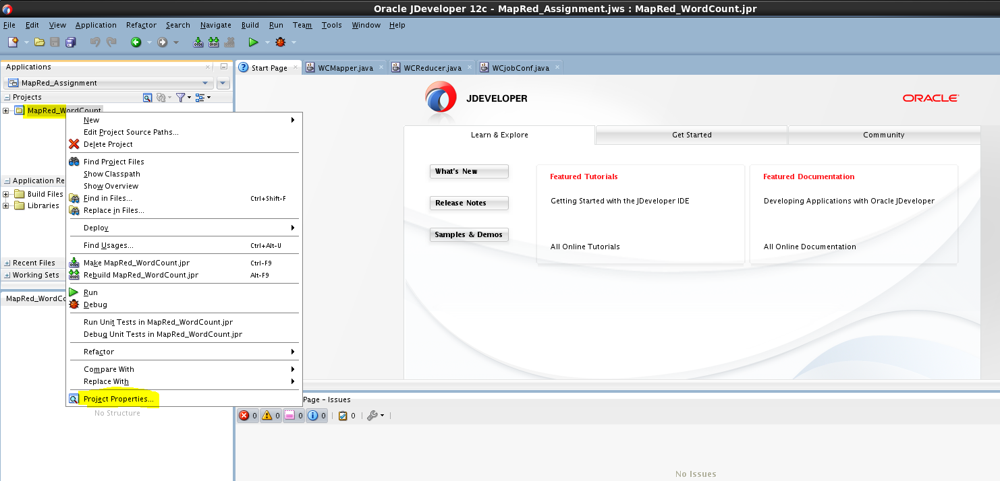 Oracle JDeveloper 12c - MapRed_Assignment.jws : MapRed_WordCount.jpr
File Edit View Application Refactor Search Navigate Build Run Team Tools Window Help
Applications
MapRed_Assignment
Projects
MapRed_WordCount
New
Edit Project Source Paths...
Delete Project
Find Project Files
Show Classpath
Show Overview
Find in Files... Ctrl+Shift-F
Replace in Files...
Deploy
Find Usages... Ctrl+Alt-U
Make MapRed_WordCount.jpr Ctrl-F9
Rebuild MapRed_WordCount.jpr Alt-F9
Run
Debug
Run Unit Tests in MapRed_WordCount.jpr
Debug Unit Tests in MapRed_WordCount.jpr
Refactor
Compare With
Replace With
Project Properties...
Application Re
Build Files
Libraries
Recent Files
Working Sets
MapRed_WordCo
No Structure
Start Page WCMapper.java WCReducer.java WCjobConf.java
JDEVELOPER
ORACLE
Learn & Explore Get Started Community
What's New
Release Notes
Samples & Demos
Featured Tutorials
Getting Started with the JDeveloper IDE
All Online Tutorials
Featured Documentation
Developing Applications with Oracle JDeveloper
All Online Documentation
Page - Issues
0 0 0 0 0
No Issues